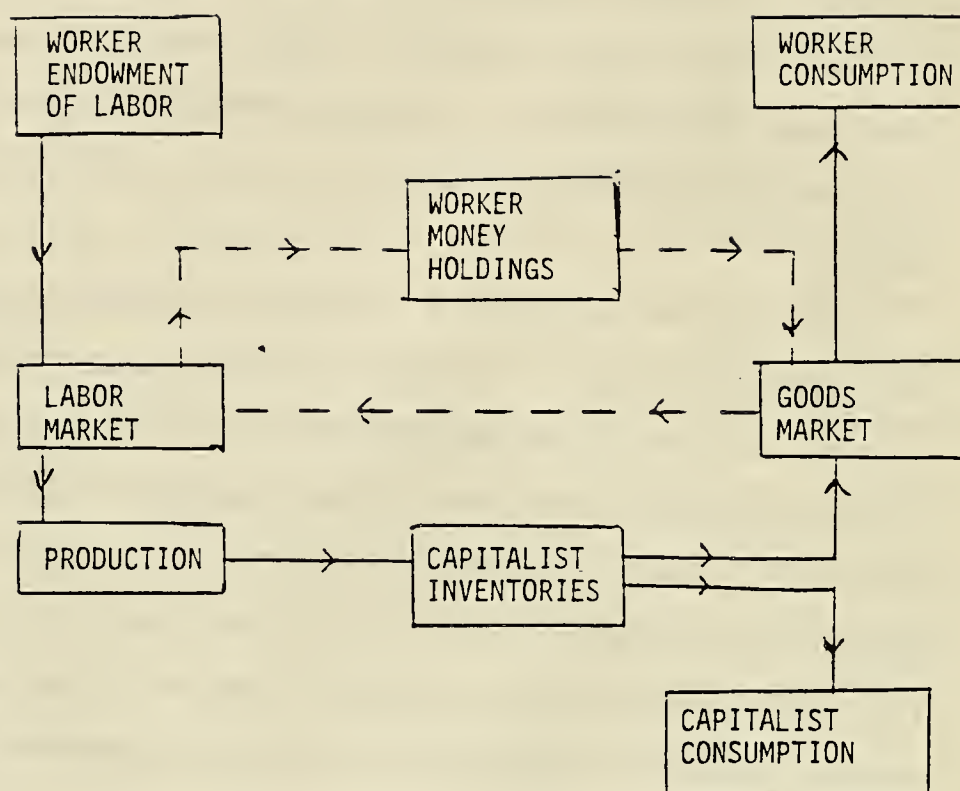 WORKER
ENDOWMENT
OF LABOR
WORKER
CONSUMPTION
WORKER
MONEY
HOLDINGS
LABOR
MARKET
GOODS
MARKET
PRODUCTION
CAPITALIST
INVENTORIES
CAPITALIST
CONSUMPTION